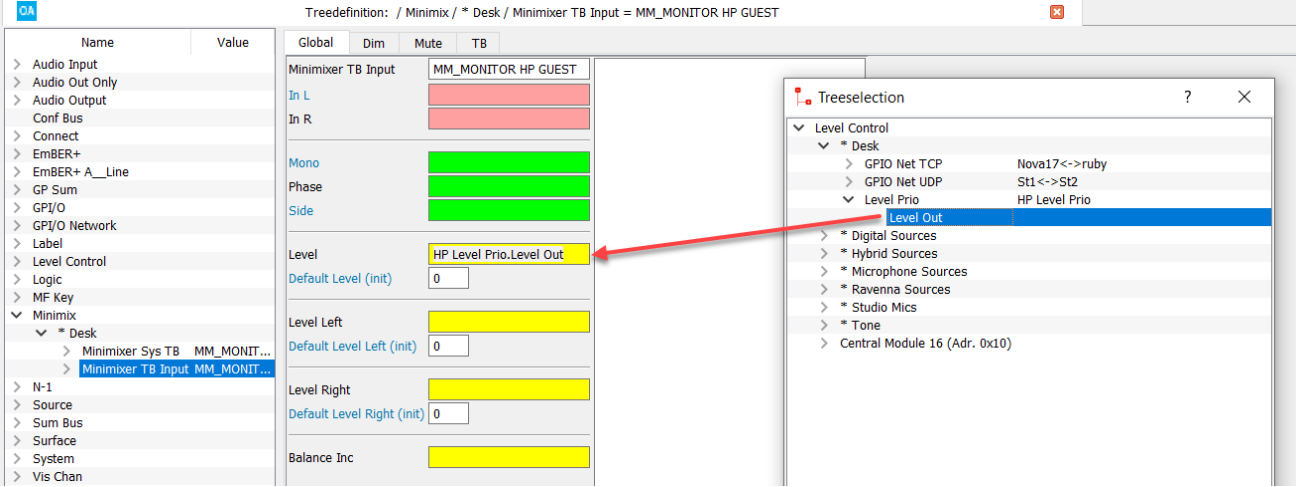 OA
Treedefinition: / Minimix / * Desk / Minimixer TB Input = MM_MONITOR HP GUEST
Name Value
Audio Input
Audio Out Only
Audio Output
Conf Bus
Connect
EmBER+
EmBER+ A__Line
GP Sum
GPI/O
GPI/O Network
Label
Level Control
Logic
MF Key
Minimix
* Desk
Minimixer Sys TB MM_MONIT...
Minimixer TB Input MM_MONIT...
N-1
Source
Sum Bus
Surface
System
Vis Chan
Global Dim Mute TB
Minimixer TB Input MM_MONITOR HP GUEST
In L
In R
Mono
Phase
Side
Level HP Level Prio.Level Out
Default Level (init) 0
Level Left
Default Level Left (init) 0
Level Right
Default Level Right (init) 0
Balance Inc
Treeselection ?
Level Control
* Desk
GPIO Net TCP Nova17<->ruby
GPIO Net UDP St1<->St2
Level Prio HP Level Prio
Level Out
* Digital Sources
* Hybrid Sources
* Microphone Sources
* Ravenna Sources
* Studio Mics
* Tone
Central Module 16 (Adr. 0x10)